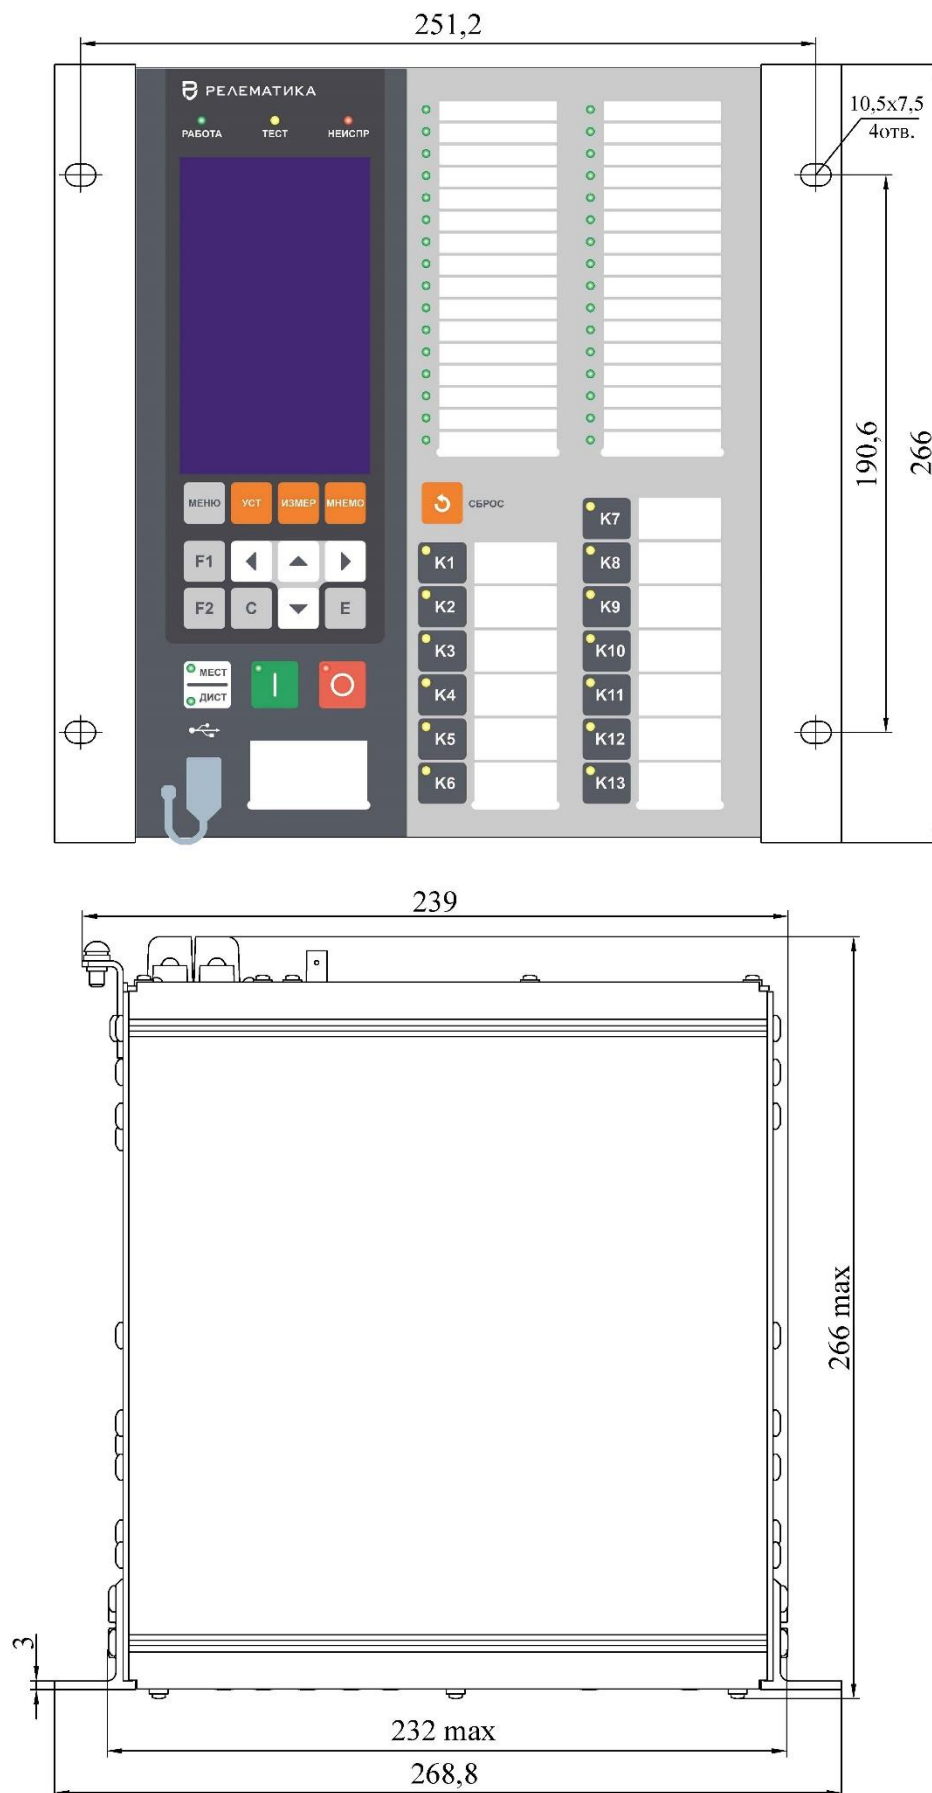 251,2
РЕЛЕМАТИКА
РАБОТА ТЕСТ НЕИСПР
10,5х7,5
4отв.
190,6
266
МЕНЮ УСТ ИЗМЕР МНЕМО
СБРОС
K7
F1
K1 K8
F2 C E
K2 K9
K3 K10
МЕСТ
ДИСТ
K4 K11
K5 K12
K6 K13
239
266 max
3
232 max
268,8